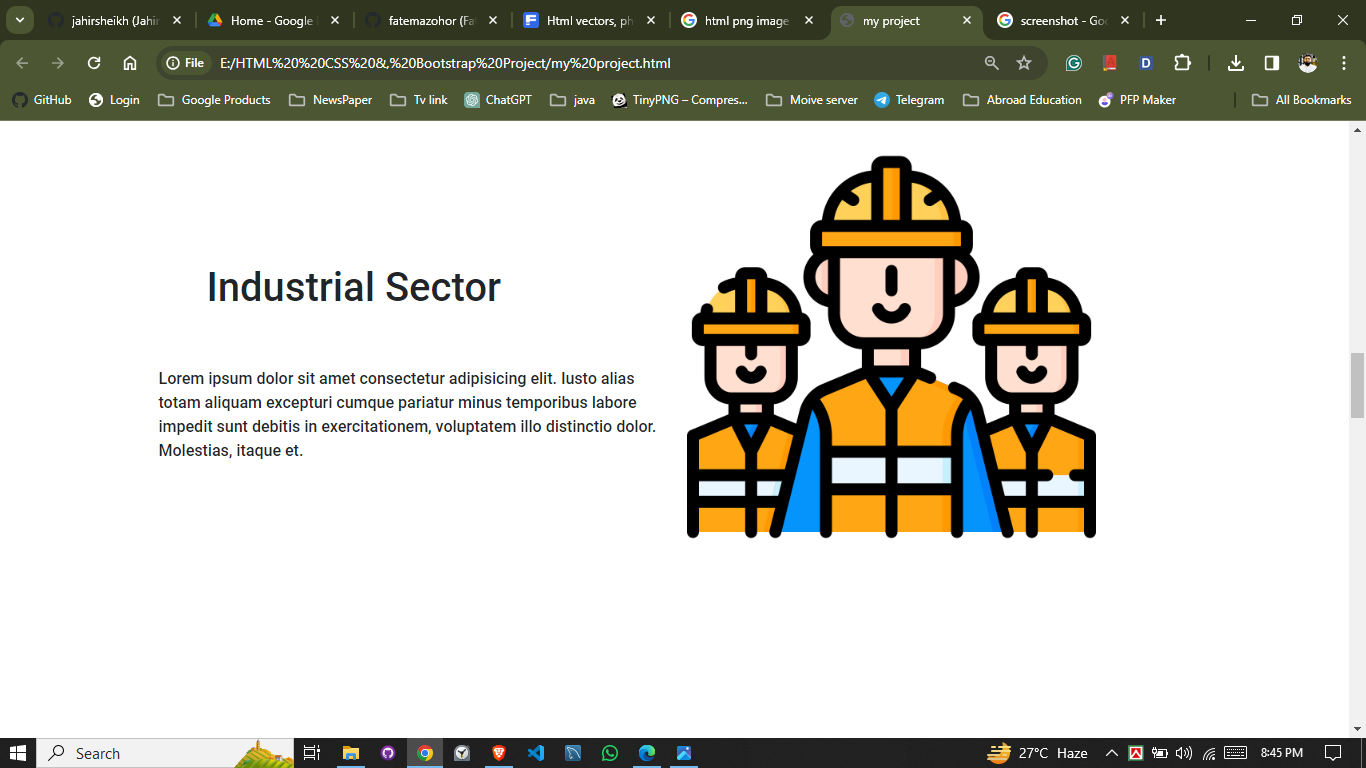 jahirsheikh (Jahir
Home - Google
fatemazohor (Fat
Html vectors, ph
html png image
my project
screenshot - Goo
File
E:/HTML%20%20CSS%20&,%20Bootstrap%20Project/my%20project.html
GitHub
Login
Google Products
NewsPaper
Tv link
ChatGPT
java
TinyPNG – Compres...
Moive server
Telegram
Abroad Education
PFP Maker
All Bookmarks
Industrial Sector
Lorem ipsum dolor sit amet consectetur adipisicing elit. Iusto alias
totam aliquam excepturi cumque pariatur minus temporibus labore
impedit sunt debitis in exercitationem, voluptatem illo distinctio dolor.
Molestias, itaque et.
Search
27°C Haze
8:45 PM